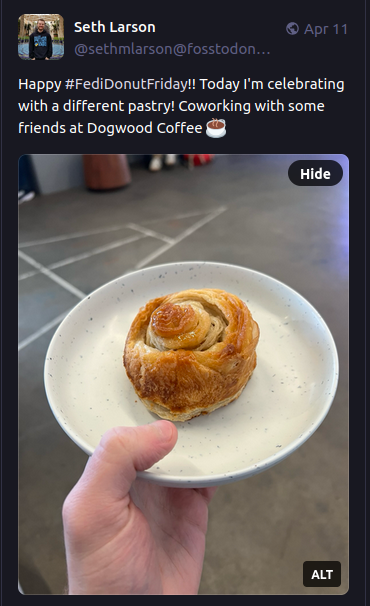 Seth Larson
@sethmlarson@fosstodon...
Apr 11
Happy #FediDonutFriday!! Today I'm celebrating
with a different pastry! Coworking with some
friends at Dogwood Coffee ☕
Hide
ALT